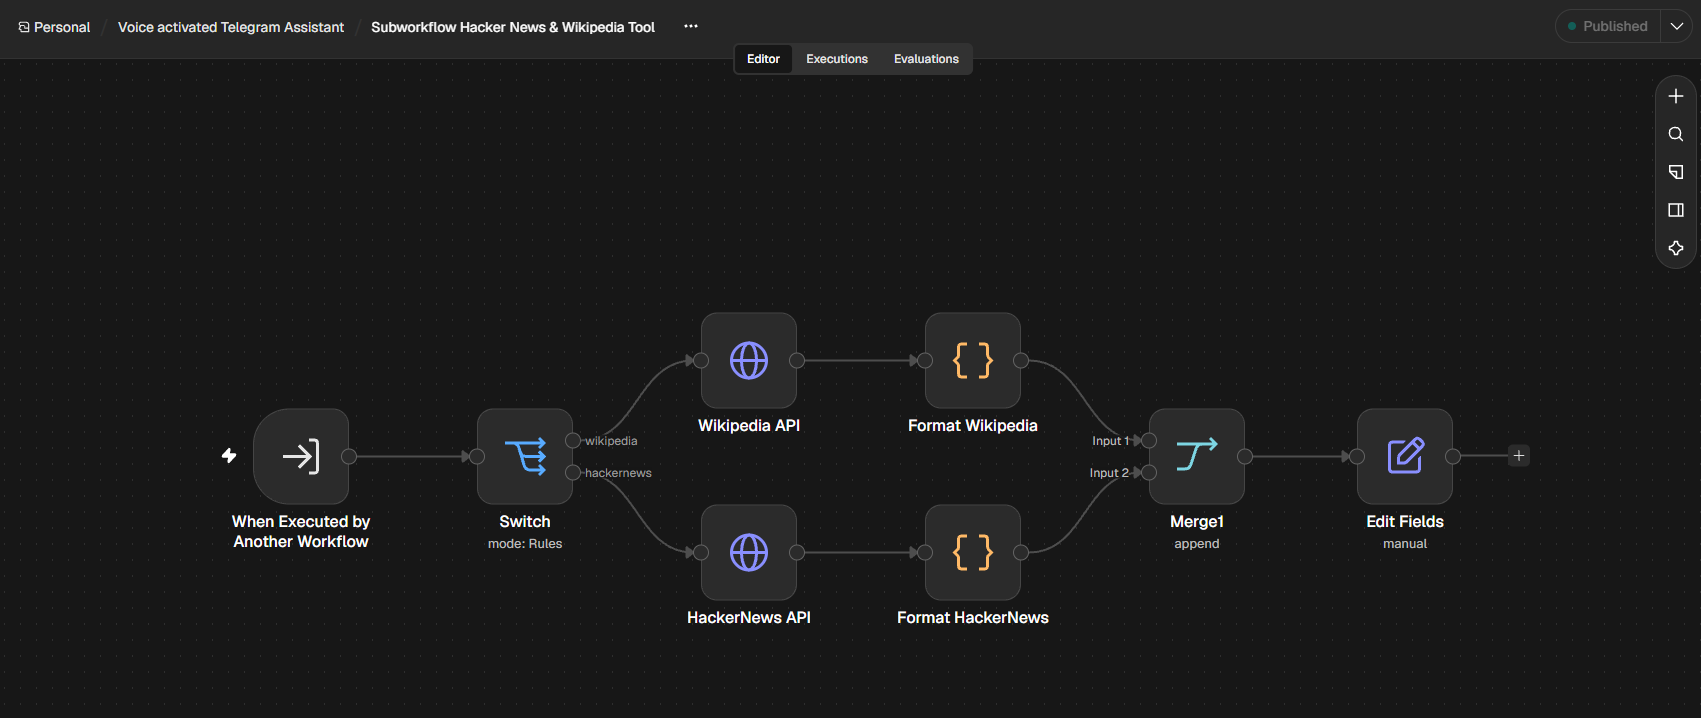 Personal / Voice activated Telegram Assistant / Subworkflow Hacker News & Wikipedia Tool ...
Published
Editor Executions Evaluations
Wikipedia API
Format Wikipedia
wikipedia
hackernews
Input 1
Input 2
When Executed by
Another Workflow
Switch
mode: Rules
Merge1
append
Edit Fields
manual
HackerNews API
Format HackerNews